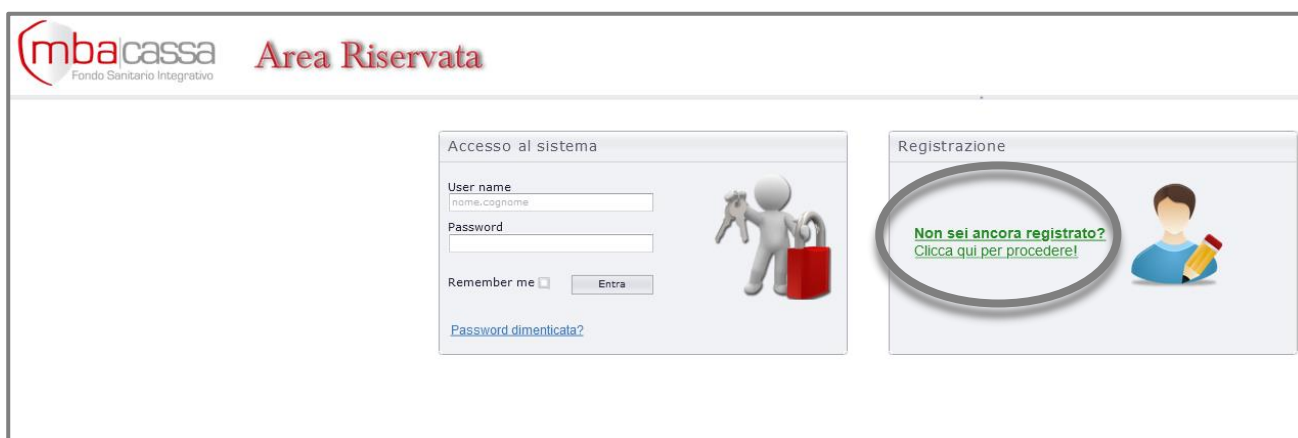 mbacassa
Fondo Sanitario Integrativo
Area Riservata
Accesso al sistema
User name
nome.cognome
Password
Remember me
Entra
Password dimenticata?
Registrazione
Non sei ancora registrato?
Clicca qui per procedere!